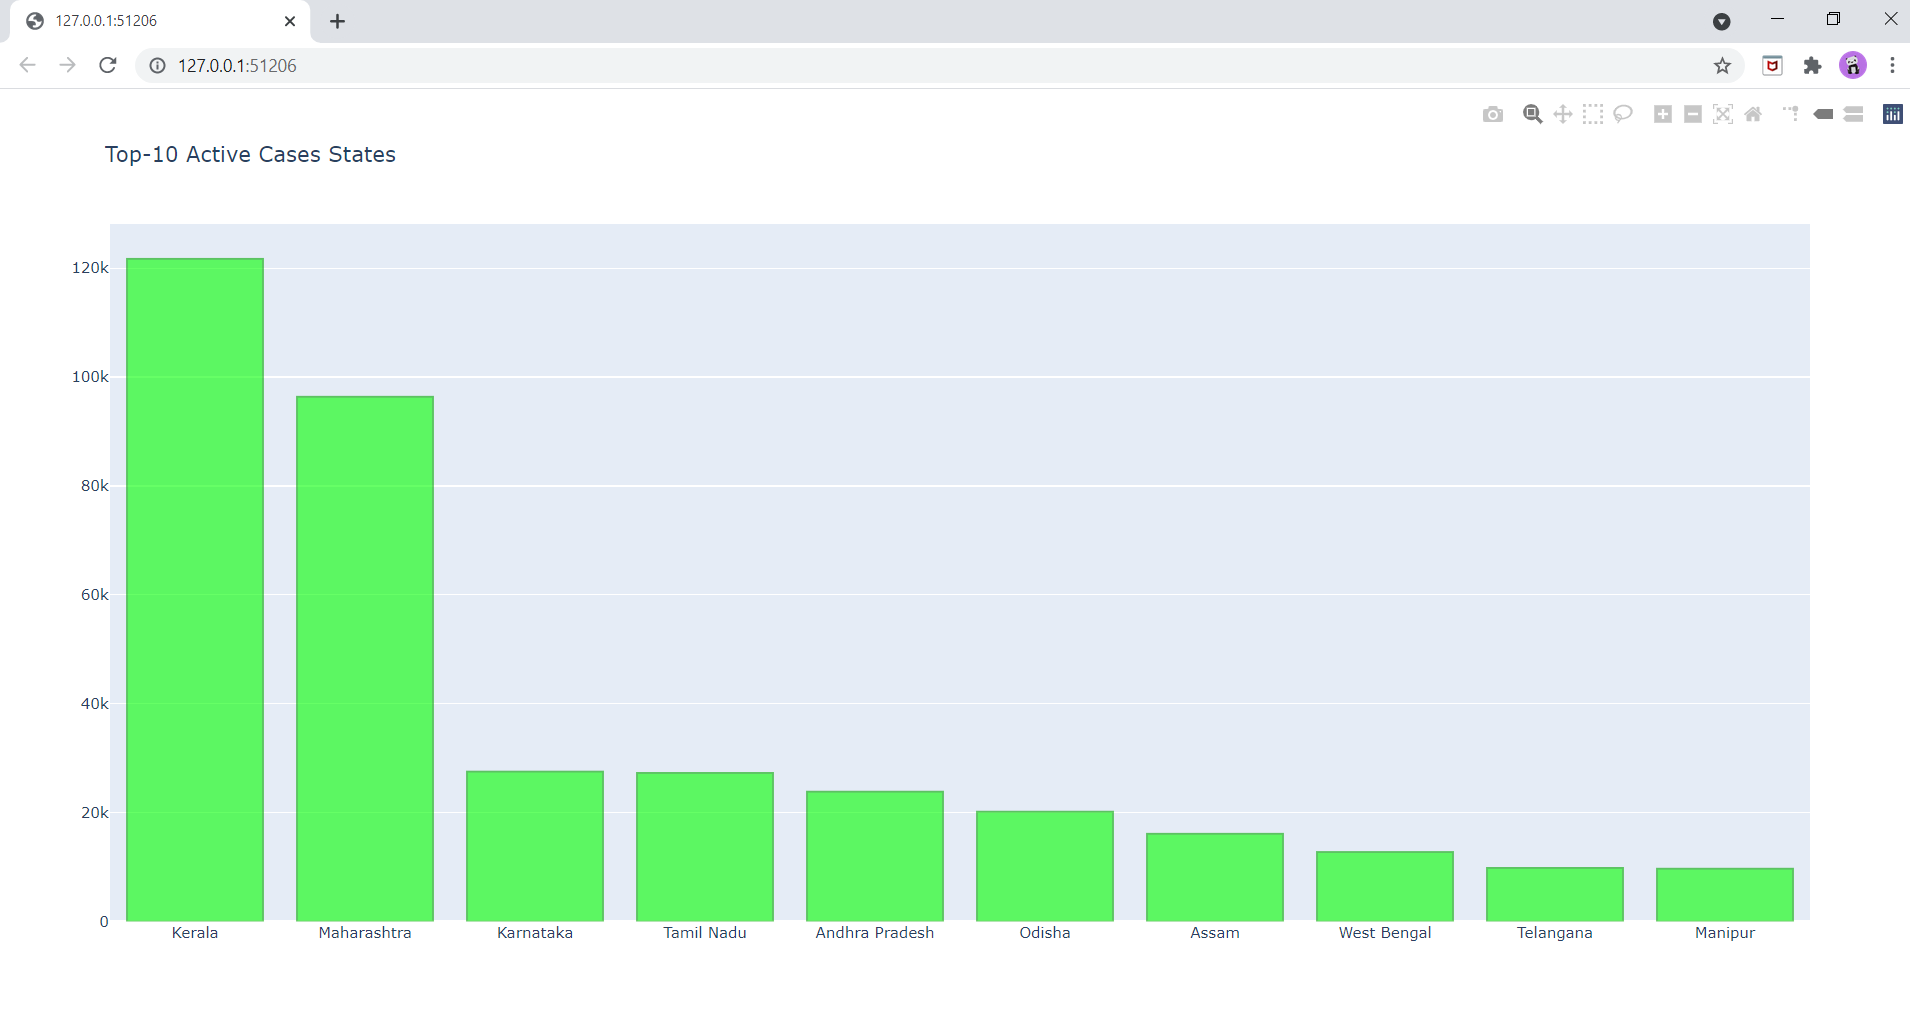 127.0.0.1:51206
127.0.0.1:51206
Top-10 Active Cases States
120k
100k
80k
60k
40k
20k
0
Kerala Maharashtra Karnataka Tamil Nadu Andhra Pradesh Odisha Assam West Bengal Telangana Manipur